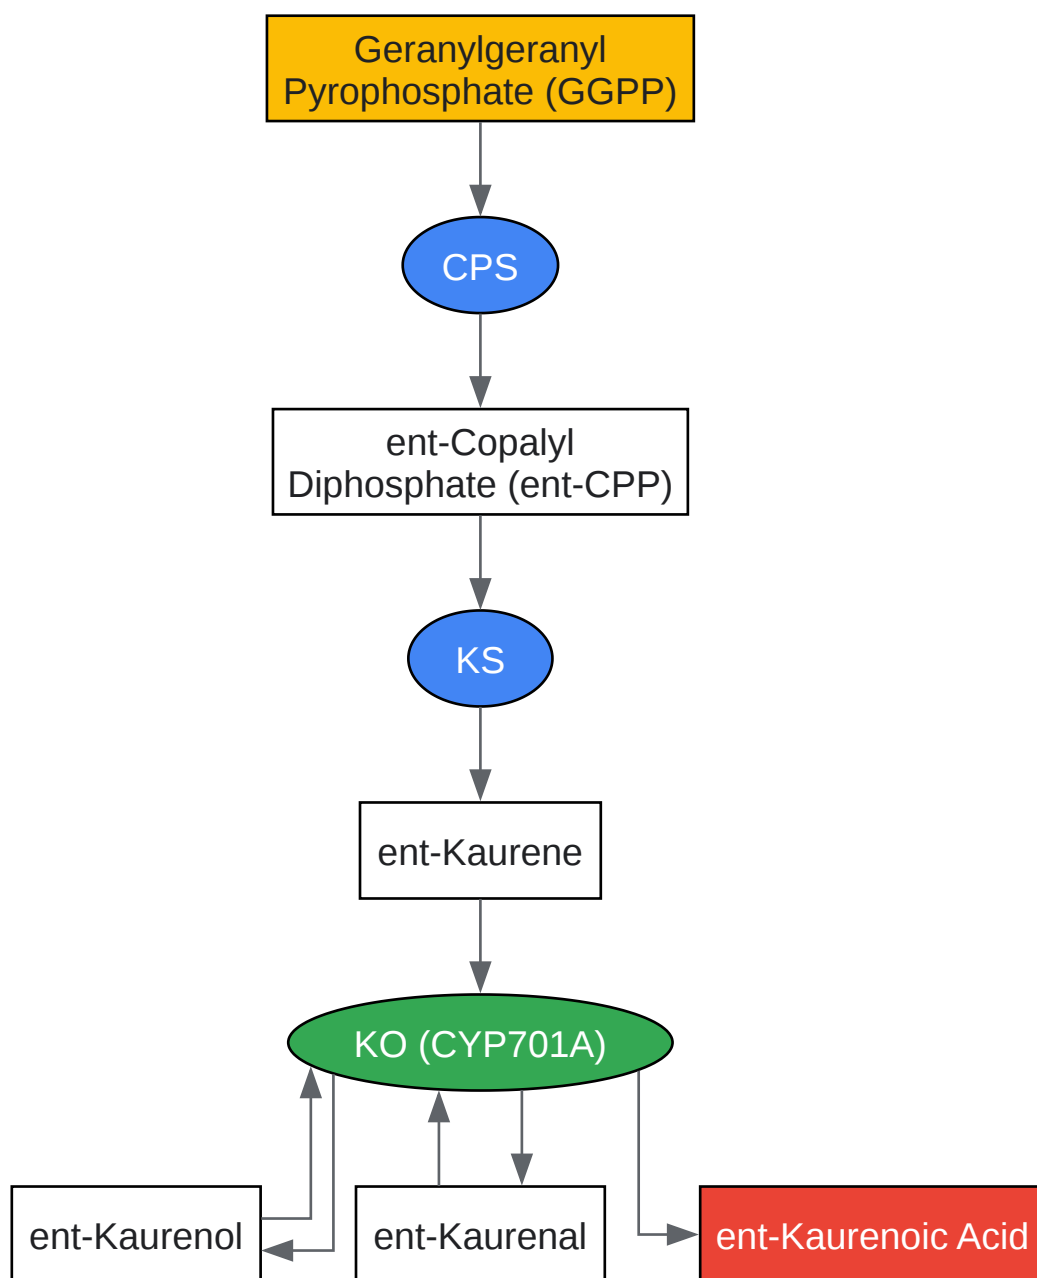 Geranylgeranyl
Pyrophosphate (GGPP)
CPS
ent-Copalyl
Diphosphate (ent-CPP)
KS
ent-Kaurene
KO (CYP701A)
ent-Kaurenol
ent-Kaurenal
ent-Kaurenoic Acid